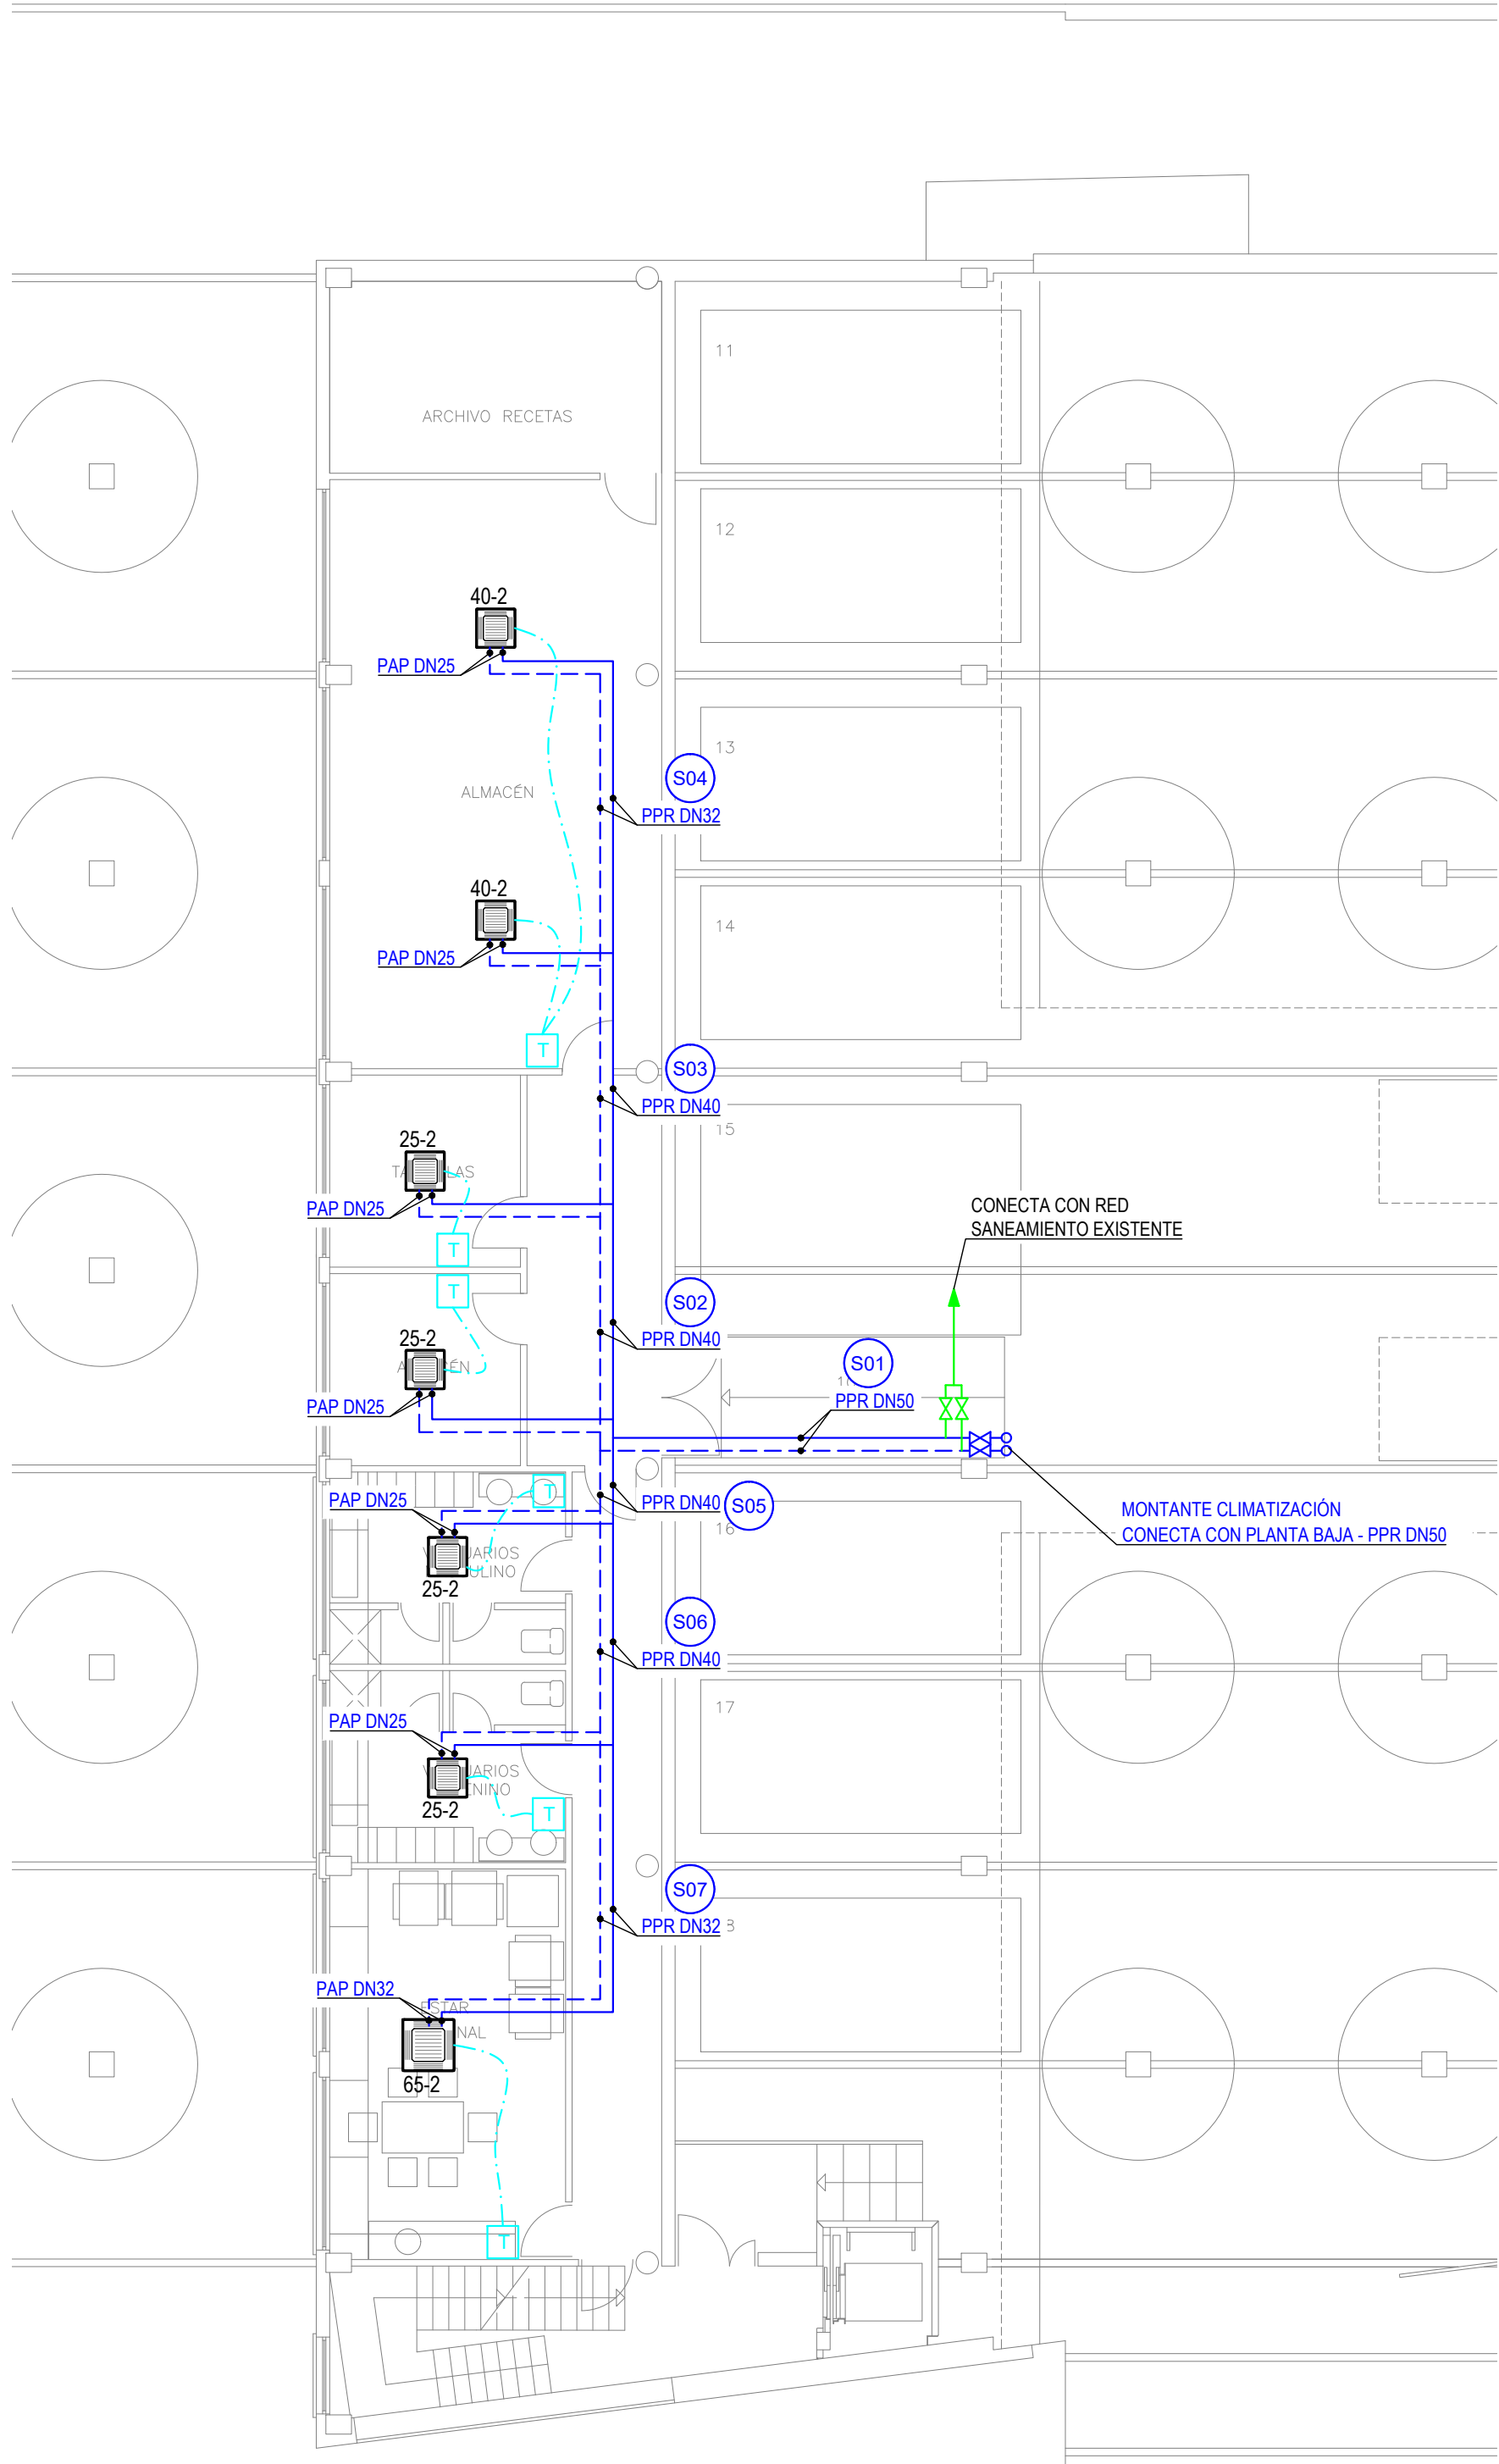 11
ARCHIVO RECETAS
12
40-2
PAP DN25
13
S04
ALMACÉN
PPR DN32
40-2
14
PAP DN25
T
S03
PPR DN40
15
25-2
PAP DN25
CONECTA CON RED
SANEAMIENTO EXISTENTE
T
T
S02
25-2
PPR DN40
S01
PPR DN50
PAP DN25
T
PAP DN25
PPR DN40
S05
MONTANTE CLIMATIZACIÓN
CONECTA CON PLANTA BAJA - PPR DN50
16
25-2
S06
PPR DN40
17
PAP DN25
25-2
T
S07
PPR DN32
PAP DN32
65-2
T